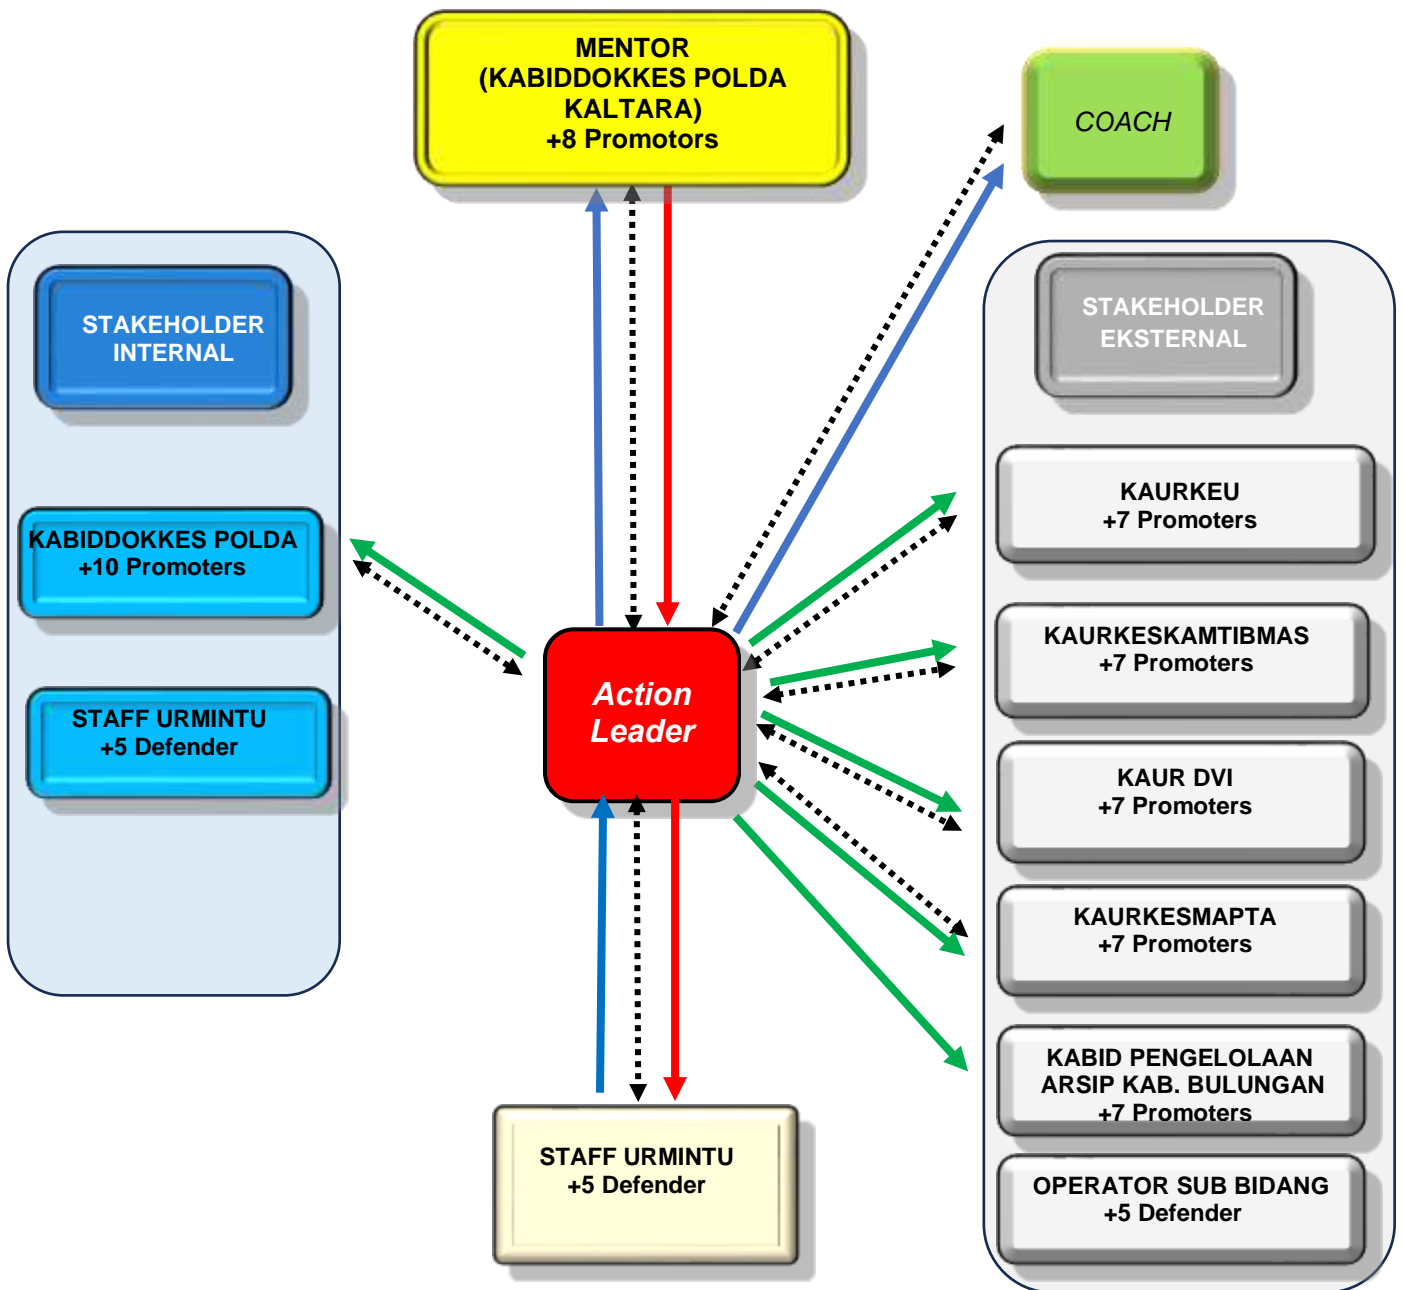 MENTOR
(KABIDDOKKES POLDA
KALTARA)
+8 Promotors
COACH
STAKEHOLDER
INTERNAL
KABIDDOKKES POLDA
+10 Promoters
STAFF URMINTU
+5 Defender
Action
Leader
STAFF URMINTU
+5 Defender
STAKEHOLDER
EKSTERNAL
KAURKEU
+7 Promoters
KAURKESKAMTIBMAS
+7 Promoters
KAUR DVI
+7 Promoters
KAURKESMAPTA
+7 Promoters
KABID PENGELOLAAN
ARSIP KAB. BULUNGAN
+7 Promoters
OPERATOR SUB BIDANG
+5 Defender